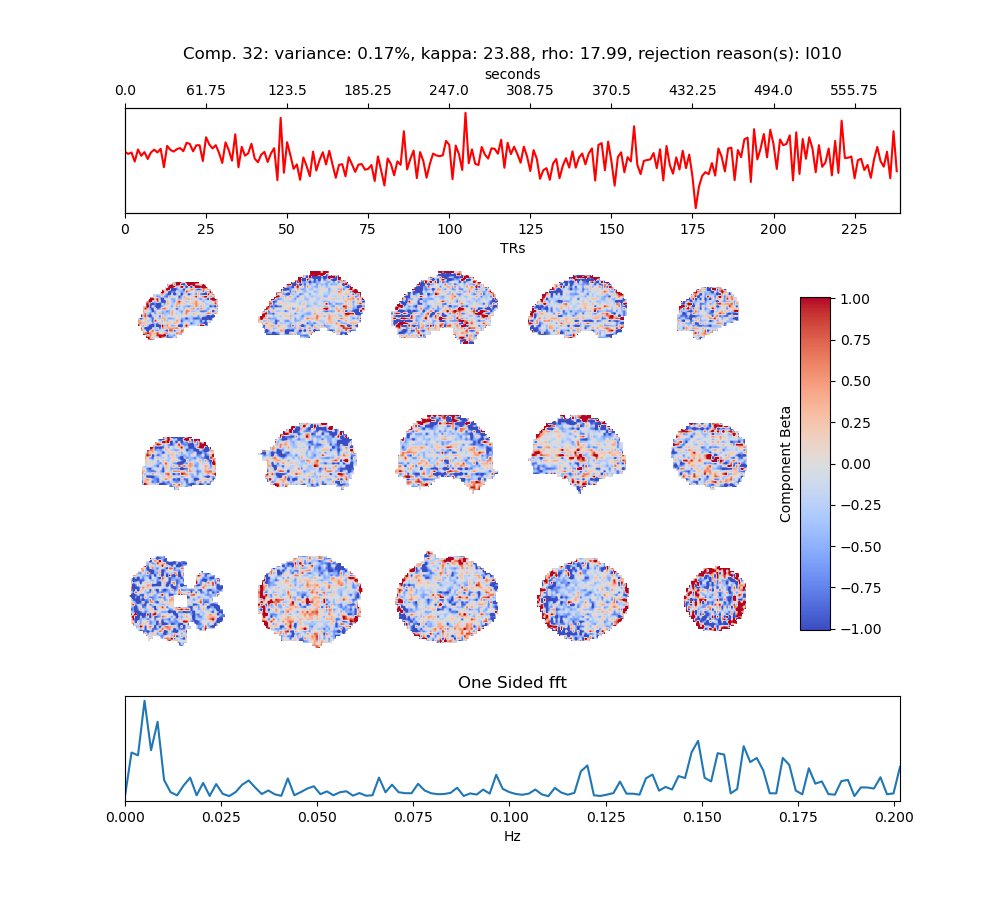 Comp. 32: variance: 0.17%, kappa: 23.88, rho: 17.99, rejection reason(s): I010
seconds
0.0 61.75 123.5 185.25 247.0 308.75 370.5 432.25 494.0 555.75
0 25 50 75 100 125 150 175 200 225
TRs
1.00
0.75
0.50
0.25
0.00
−0.25
−0.50
−0.75
−1.00
Component Beta
One Sided fft
0.000 0.025 0.050 0.075 0.100 0.125 0.150 0.175 0.200
Hz